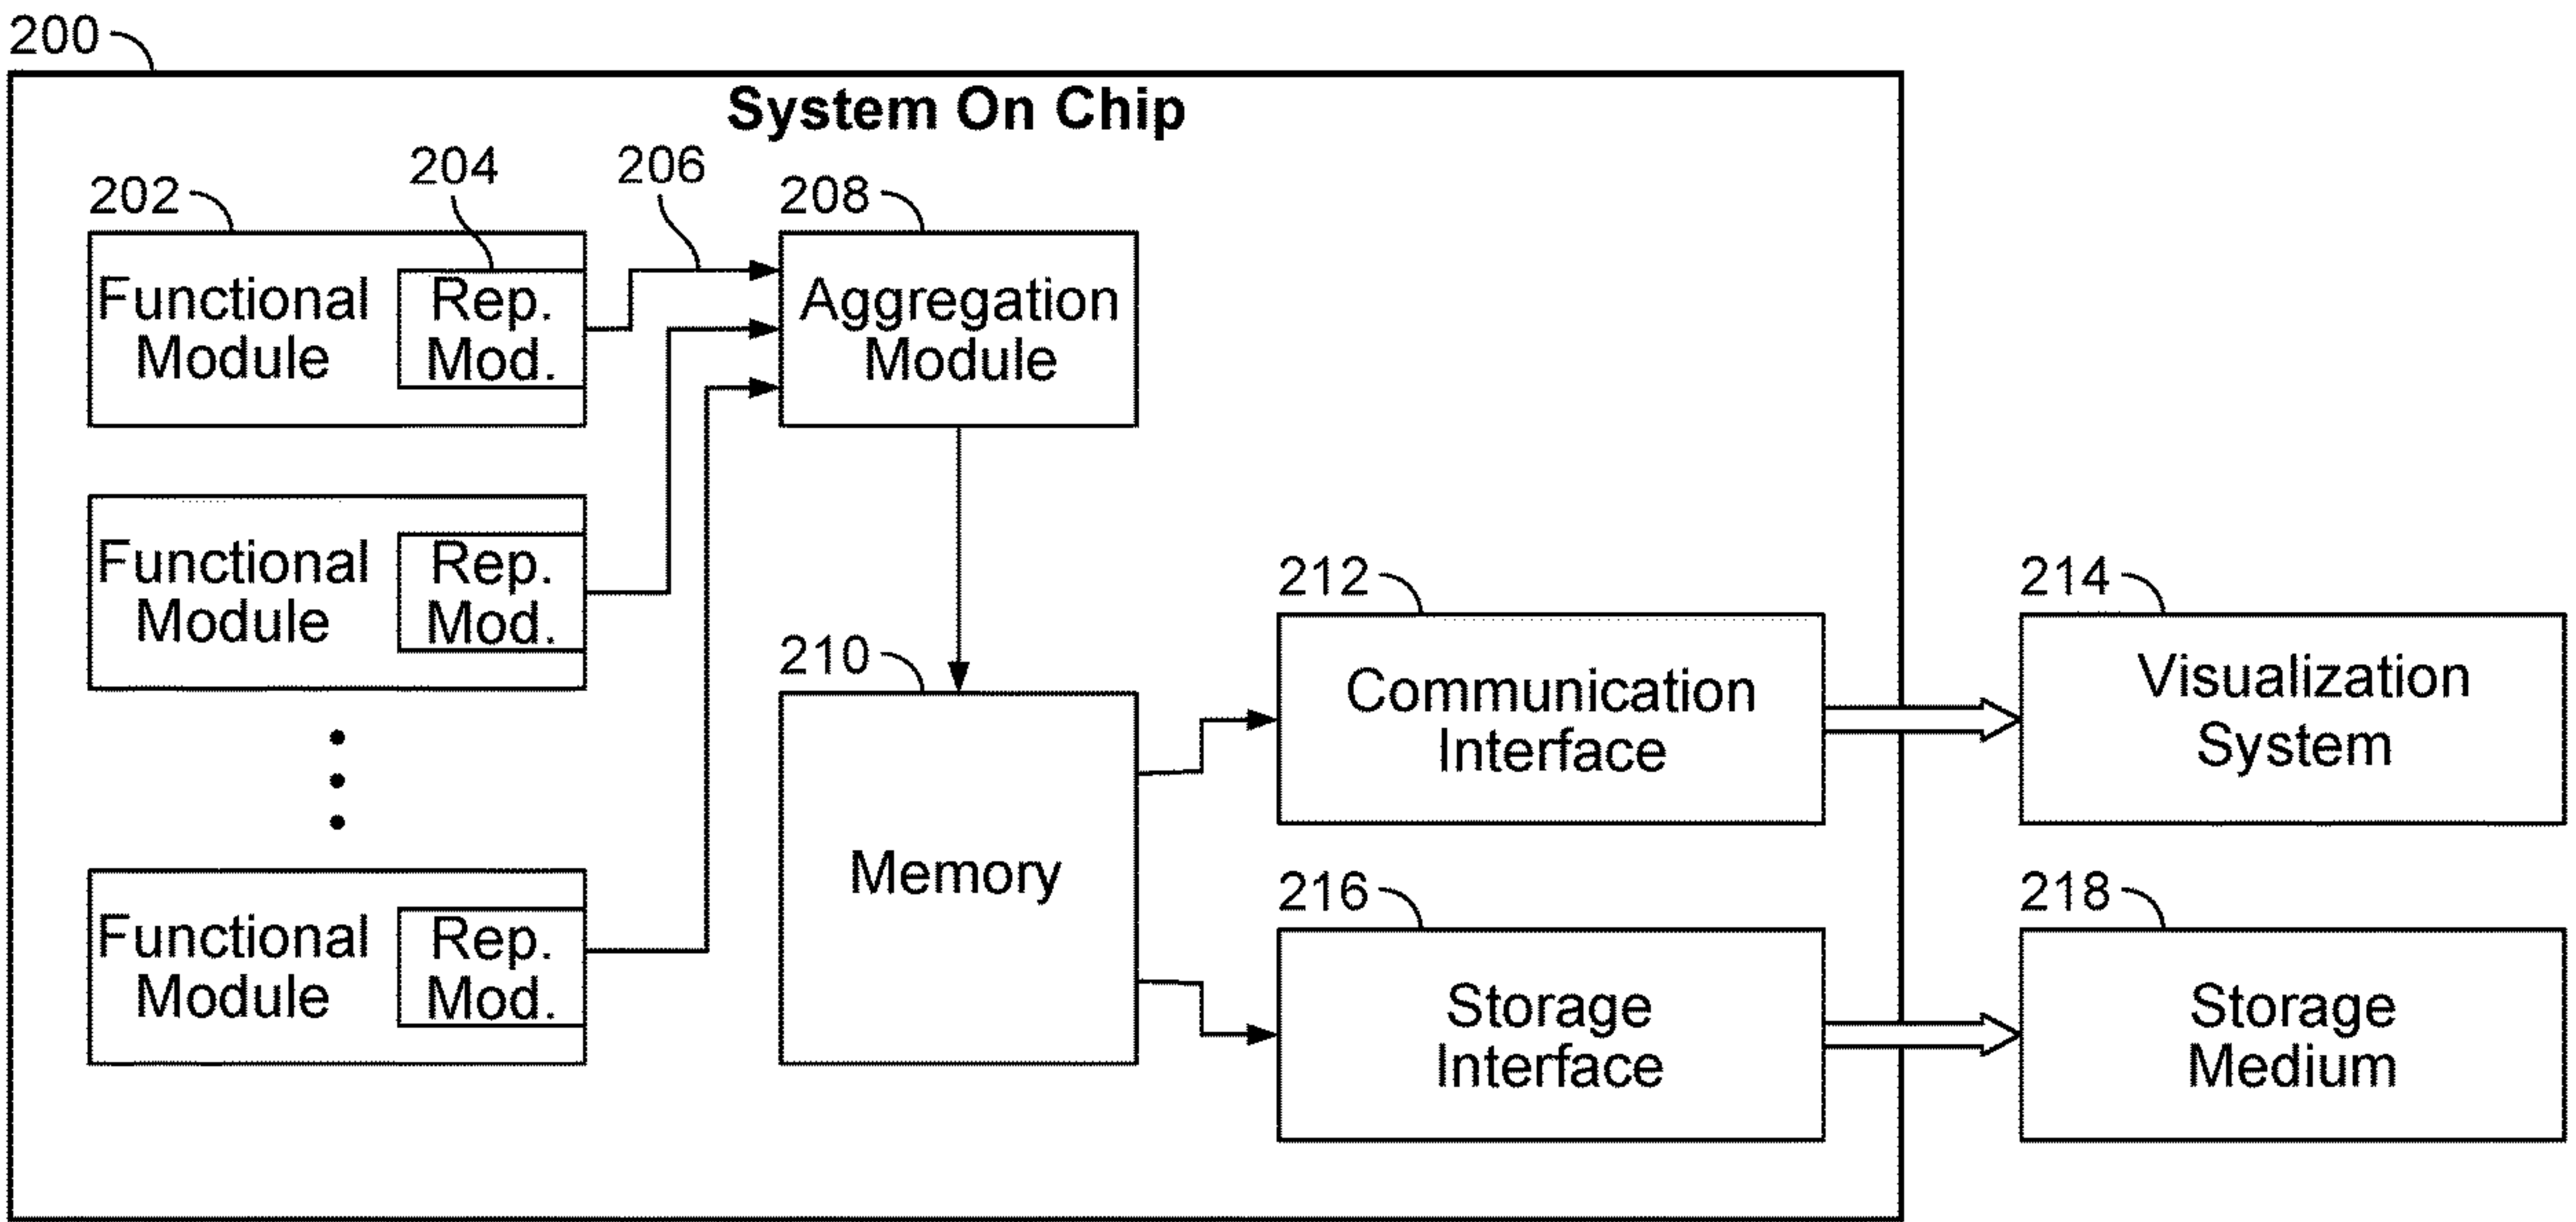 200
System On Chip
202
204
206
208
Functional
Module
Rep.
Mod.
Aggregation
Module
Functional
Module
Rep.
Mod.
210
212
214
Memory
Communication
Interface
Visualization
System
Functional
Module
Rep.
Mod.
216
218
Storage
Interface
Storage
Medium